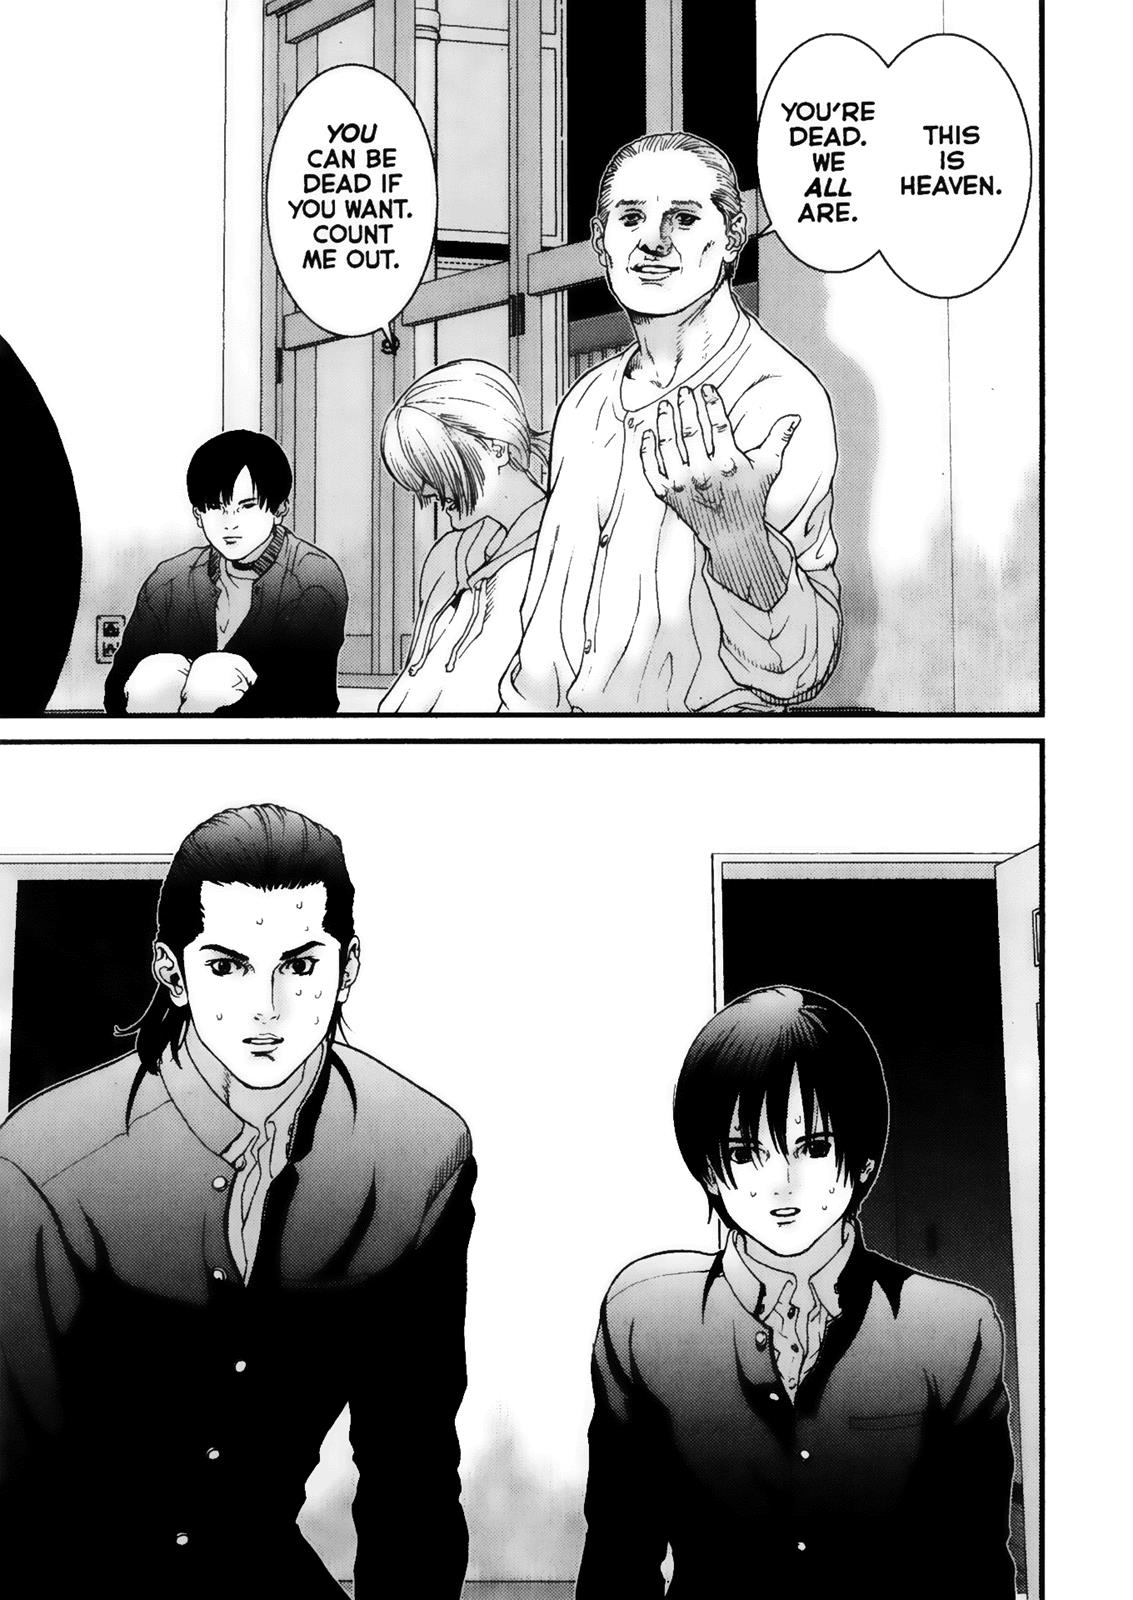 THIS
IS
HEAVEN.
YOU'RE
DEAD.
WE
ALL
ARE.
YOU
CAN BE
DEAD IF
YOU WANT.
COUNT
ME OUT.